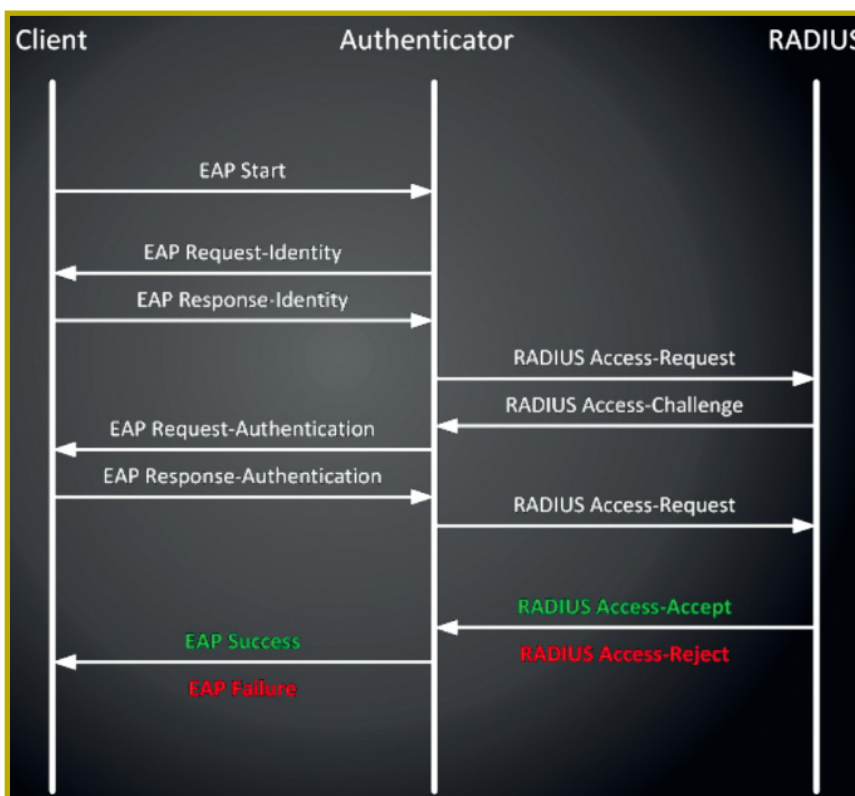 Client Authenticator RADIUS
EAP Start
EAP Request-Identity
EAP Response-Identity
RADIUS Access-Request
RADIUS Access-Challenge
EAP Request-Authentication
EAP Response-Authentication
RADIUS Access-Request
RADIUS Access-Accept
EAP Success
RADIUS Access-Reject
EAP Failure